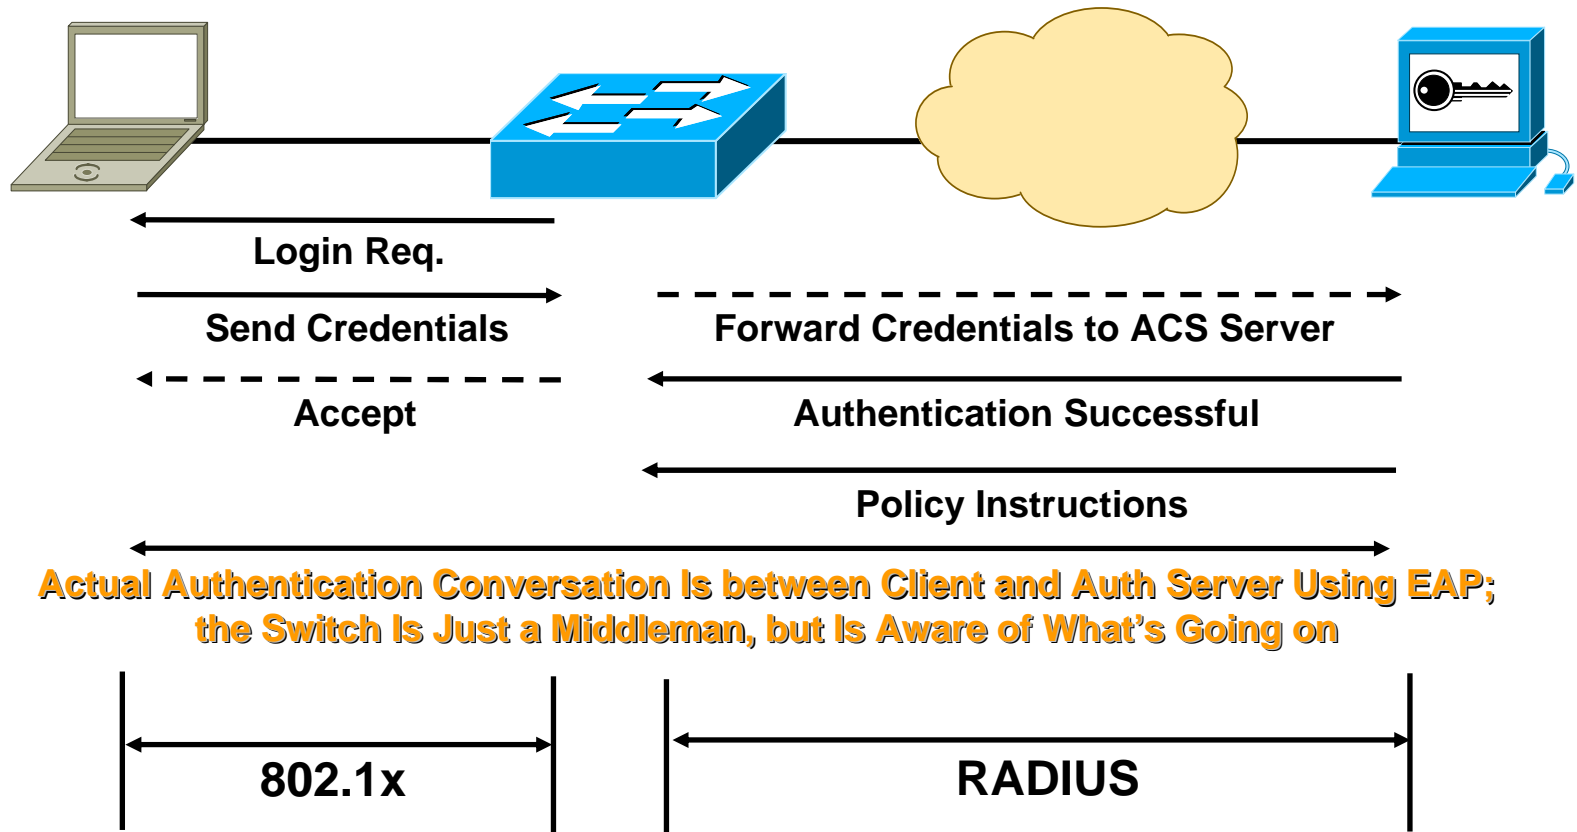 Login Req.
Send Credentials
Forward Credentials to ACS Server
Accept
Authentication Successful
Policy Instructions
Actual Authentication Conversation Is between Client and Auth Server Using EAP;
the Switch Is Just a Middleman, but Is Aware of What’s Going on
802.1x
RADIUS